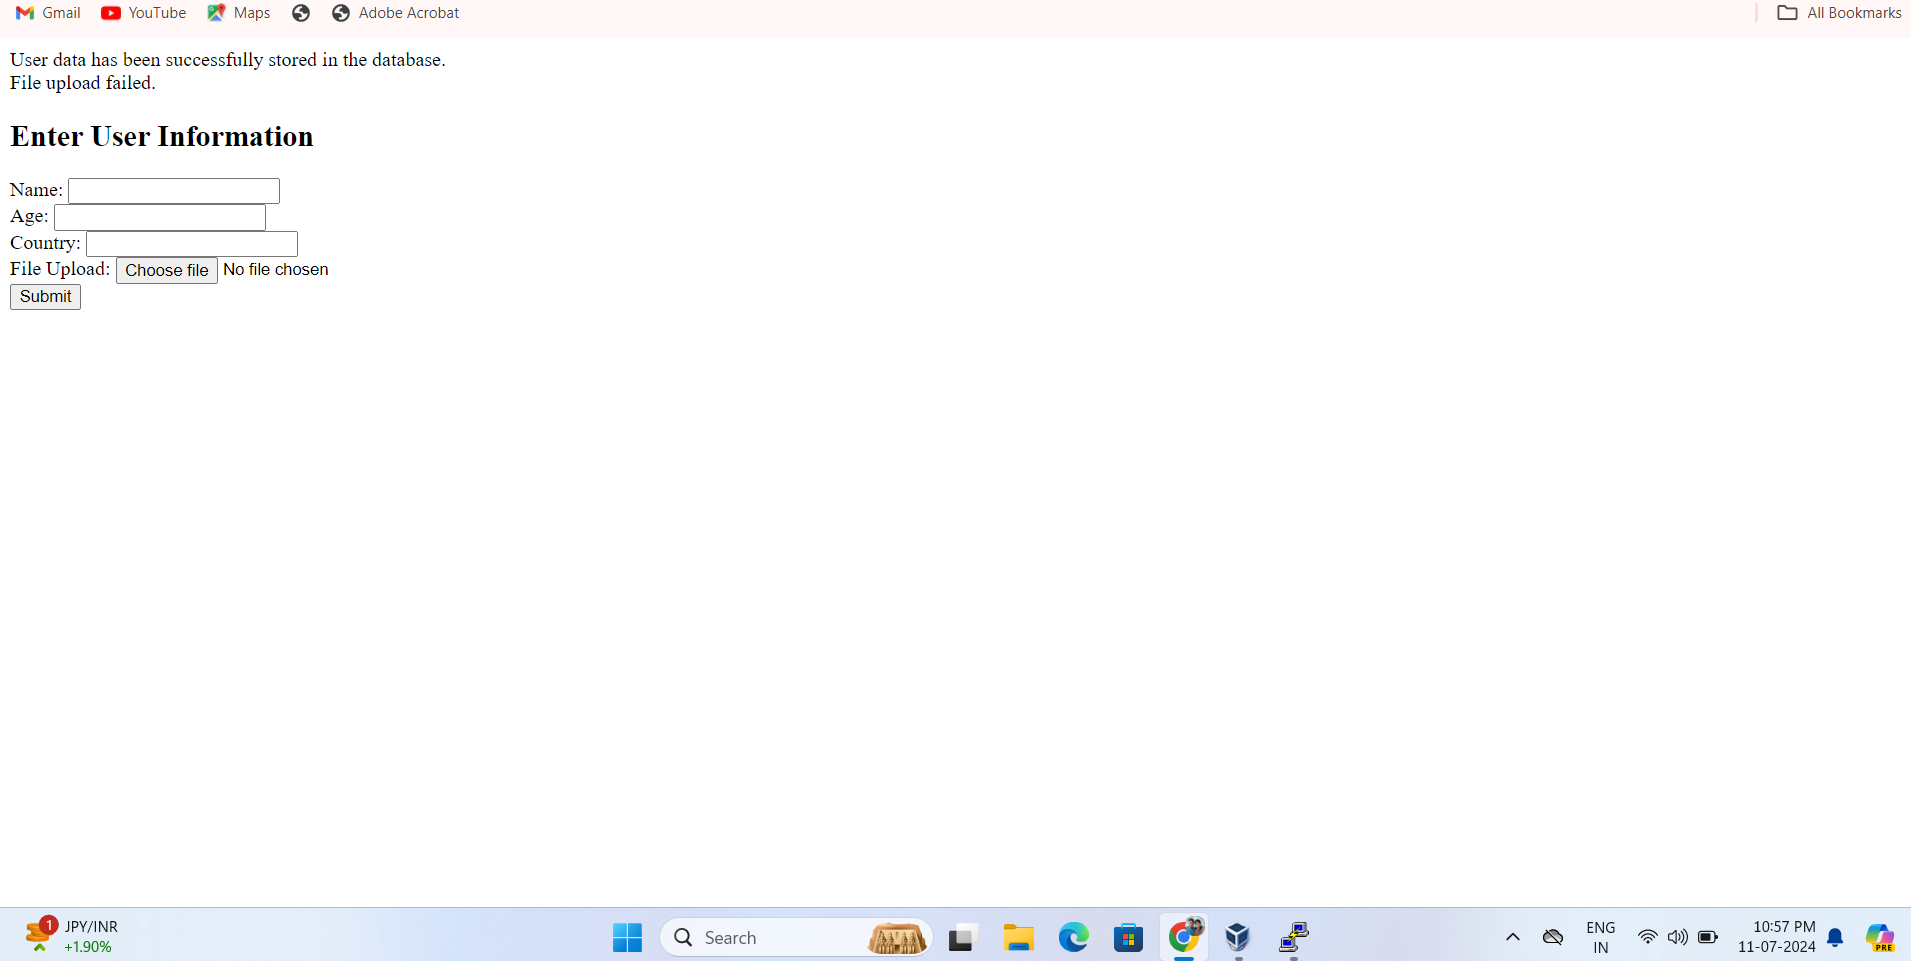 Gmail YouTube Maps Adobe Acrobat All Bookmarks
User data has been successfully stored in the database.
File upload failed.
Enter User Information
Name:
Age:
Country:
File Upload: Choose file No file chosen
Submit
1 JPY/INR
+1.90%
Search
ENG
IN
10:57 PM
11-07-2024
PRE